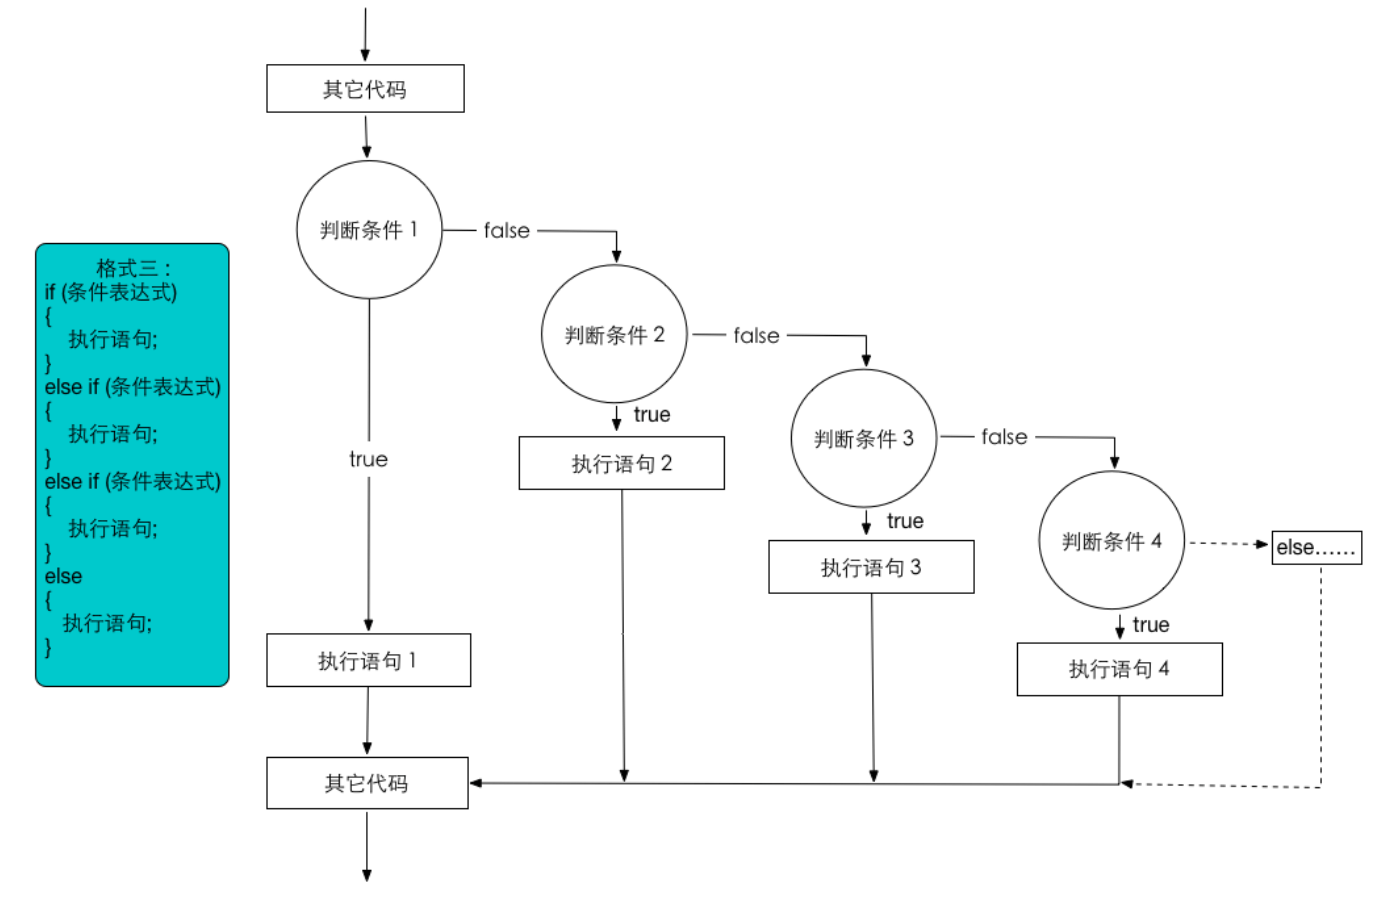 其它代码
判断条件 1
false
格式三：
if (条件表达式)
{
执行语句;
}
else if (条件表达式)
{
执行语句;
}
else if (条件表达式)
{
执行语句;
}
else
{
执行语句;
}
判断条件 2
false
true
判断条件 3
false
true
执行语句 2
判断条件 4
else……
true
执行语句 3
true
执行语句 1
执行语句 4
其它代码